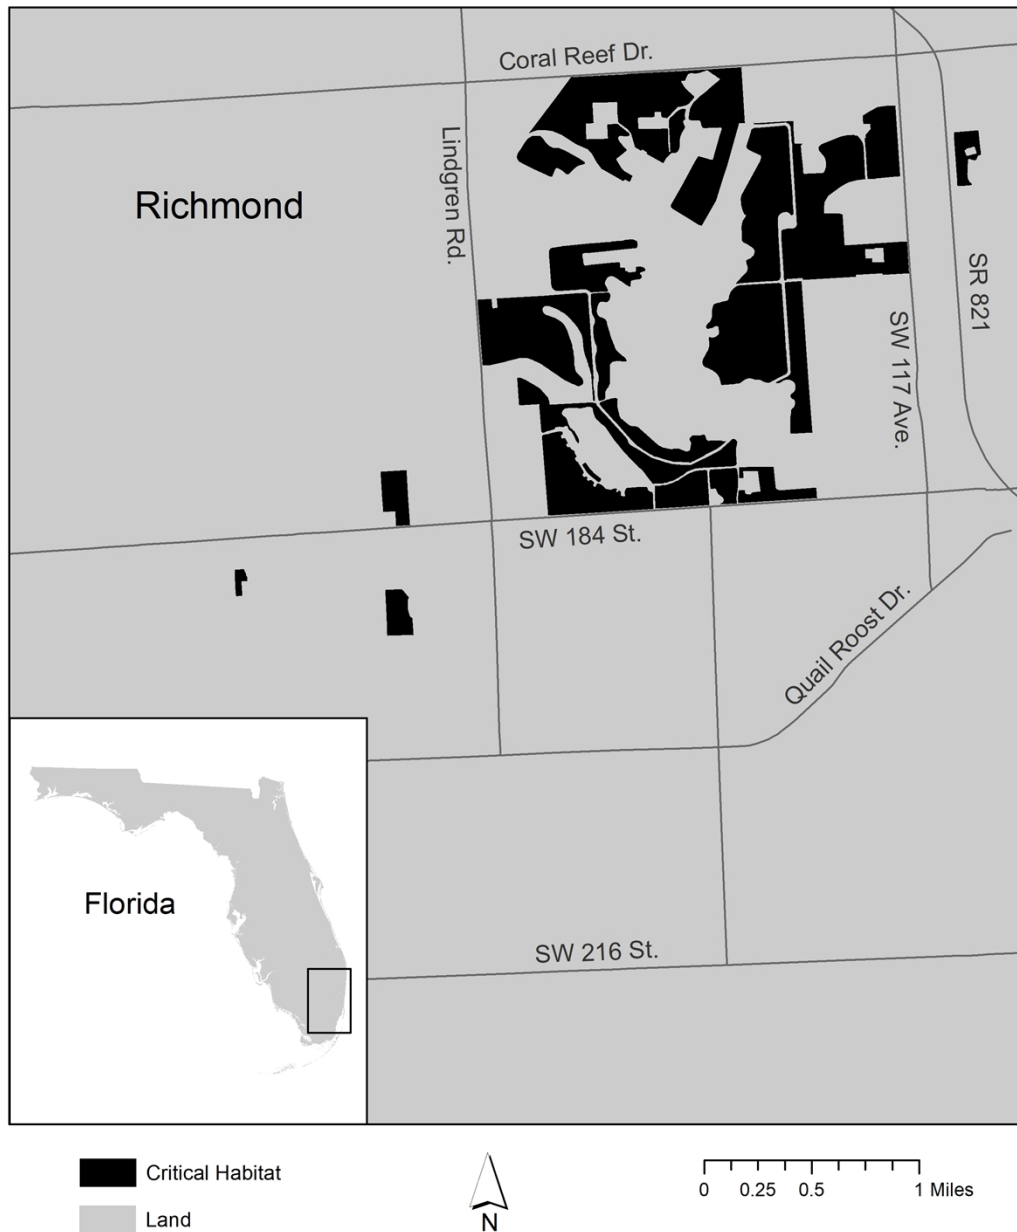 Coral Reef Dr.
Lindgren Rd.
Richmond
SR 821
SW 117 Ave.
SW 184 St.
Quail Roost Dr.
Florida
SW 216 St.
Critical Habitat
Land
N
0 0.25 0.5 1 Miles